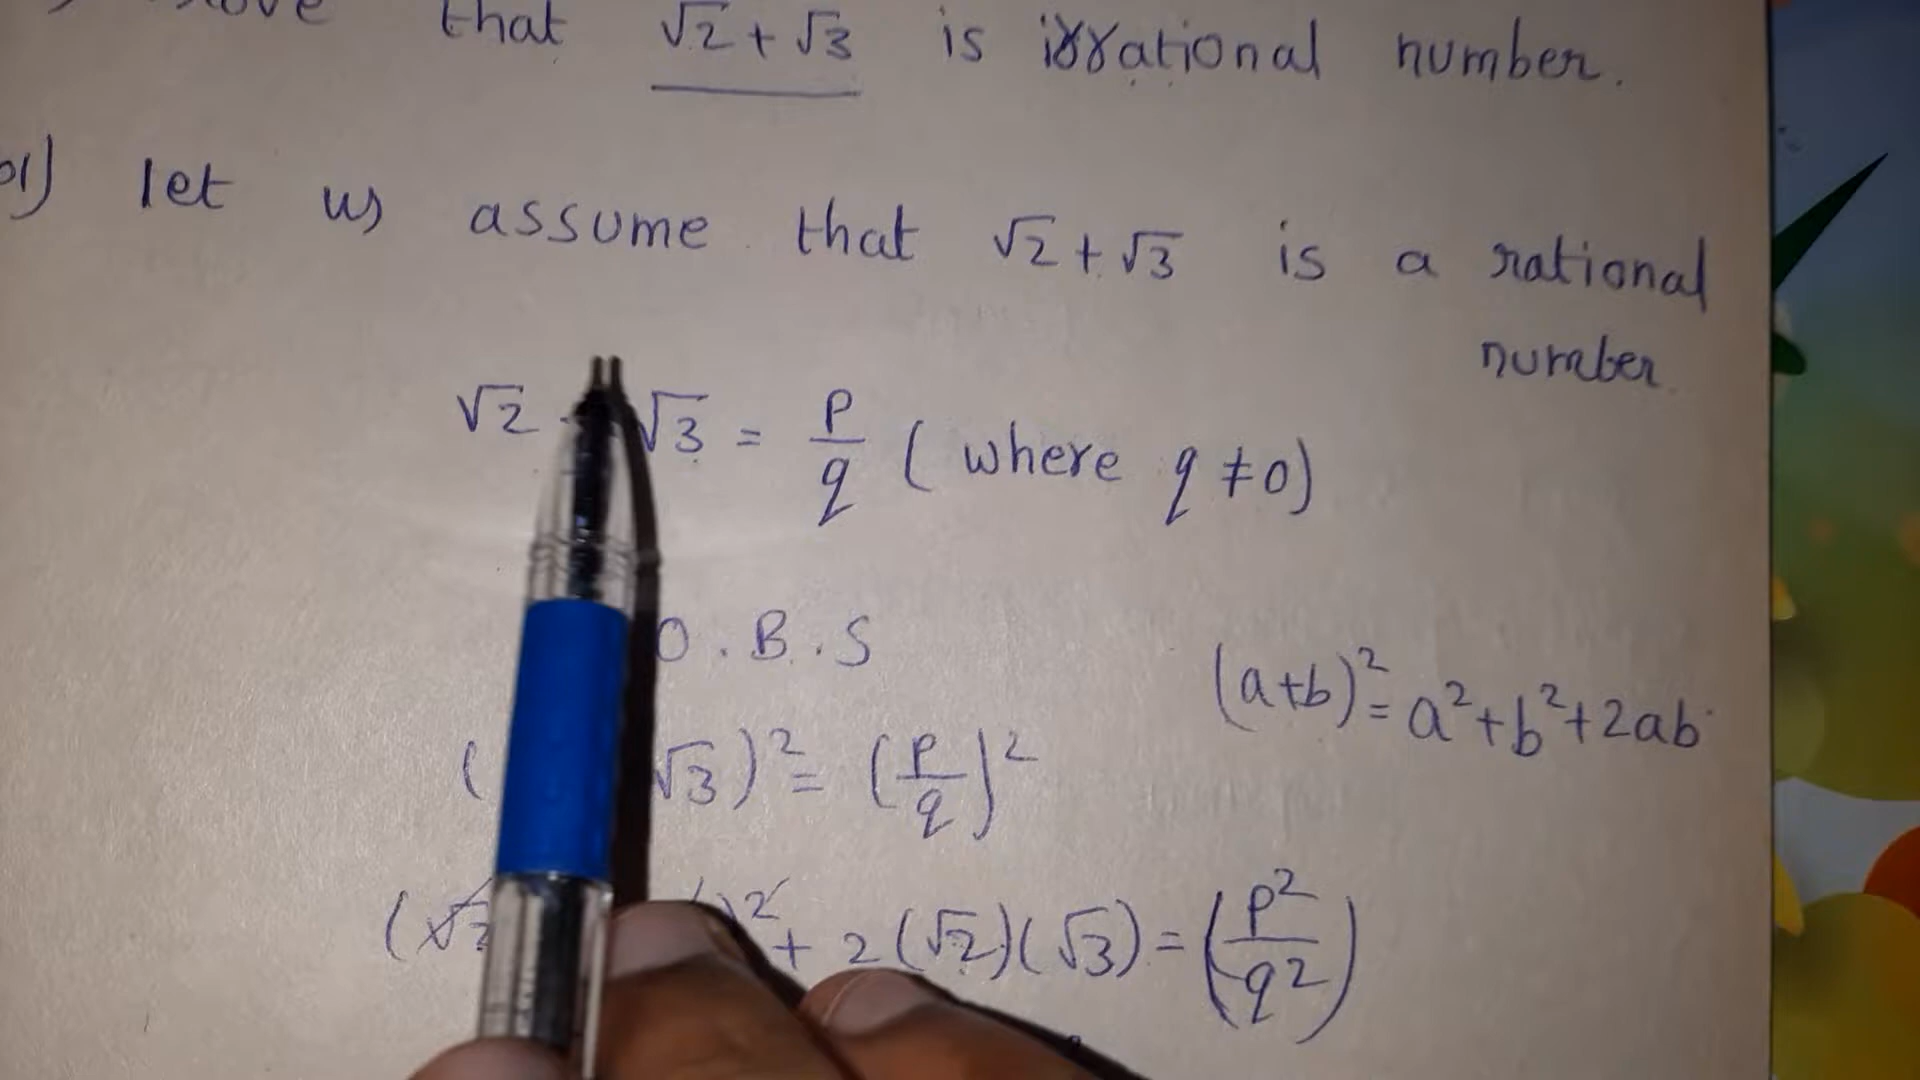 that √2 + √3 is irrational number.
let us assume that √2 + √3 is a rational
number
√2 √3 = p/q ( where q ≠ 0)
O . B . S
(a+b)² = a² + b² + 2ab
( √3 )² = (p/q)²
(√2 )² + 2 (√2)(√3) = (p²/q²)